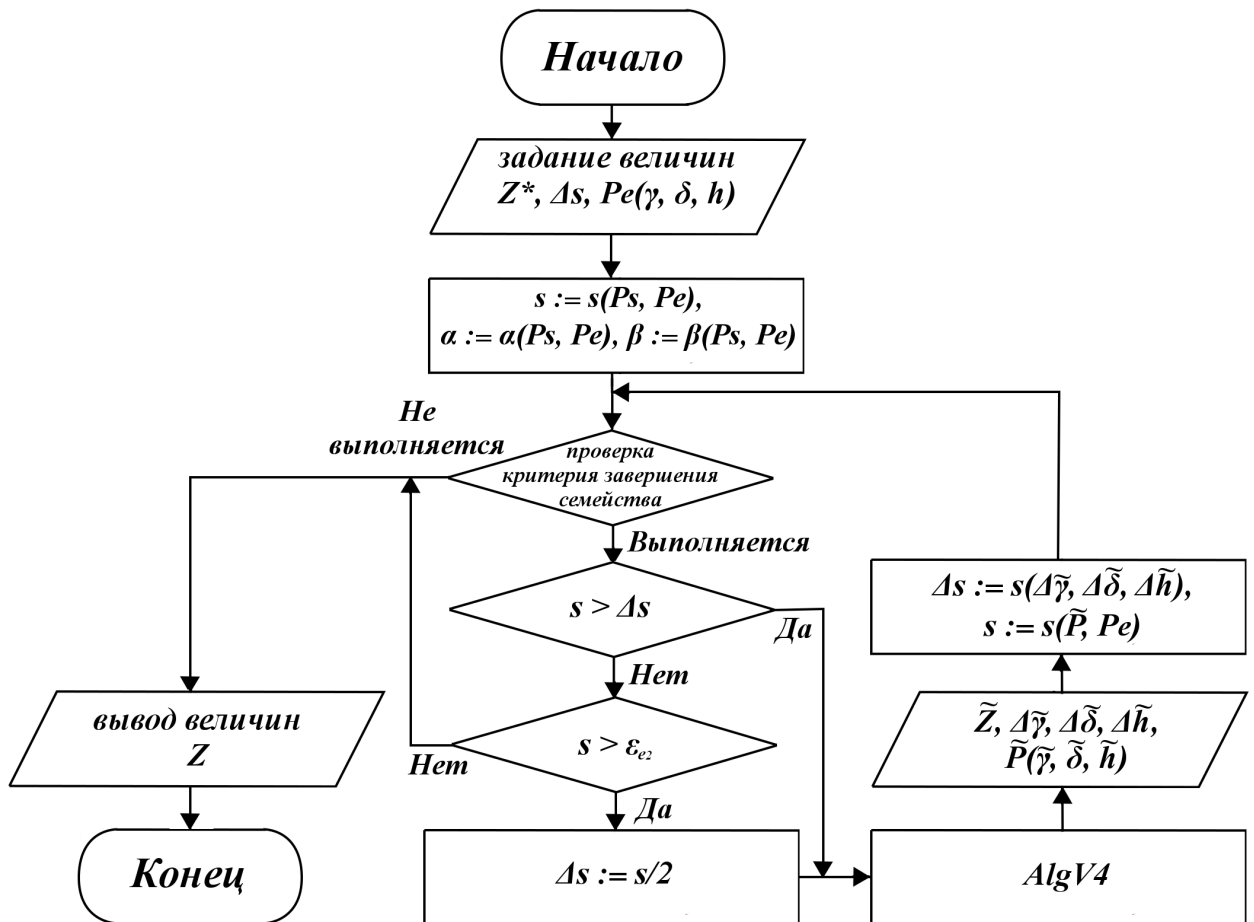 Начало
задание величин
Z*, Δs, Pe(γ, δ, h)
s := s(Ps, Pe),
α := α(Ps, Pe), β := β(Ps, Pe)
Не
выполняется
проверка
критерия завершения
семейства
Выполняется
s > Δs
Да
Нет
s > εe2
Нет
Да
Δs := s/2
AlgV4
Z̃, Δγ̃, Δδ̃, Δh̃,
P̃(γ̃, δ̃, h̃)
Δs := s(Δγ̃, Δδ̃, Δh̃),
s := s(P̃, Pe)
вывод величин
Z
Конец